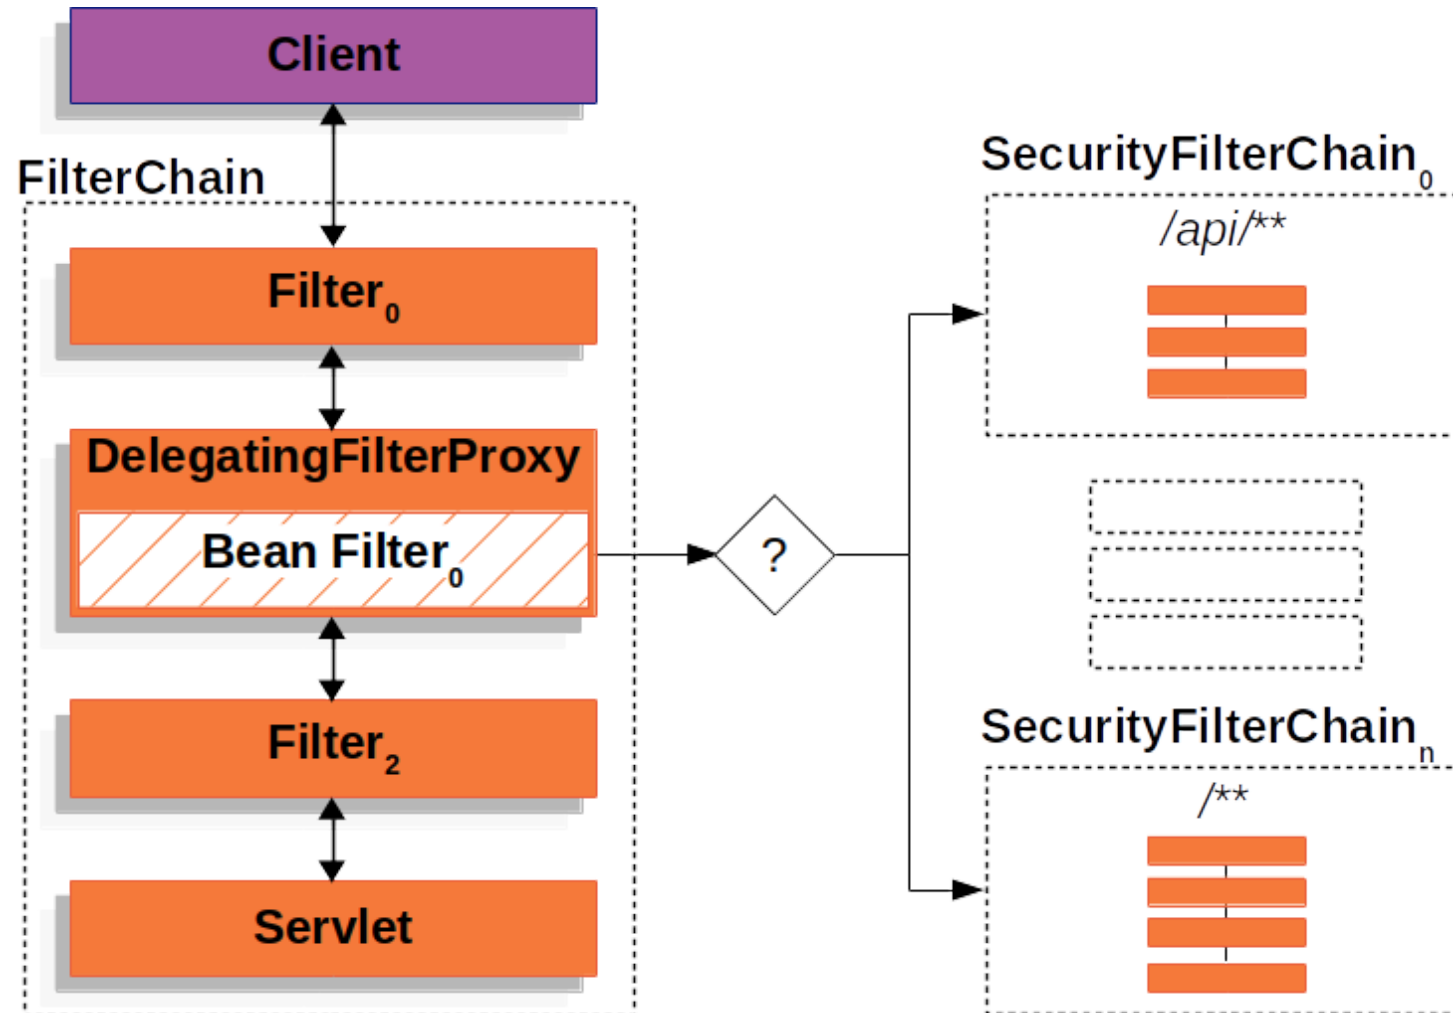 Client
FilterChain
Filter0
DelegatingFilterProxy
Bean Filter0
Filter2
Servlet
?
SecurityFilterChain0
/api/**
SecurityFilterChainn
/**